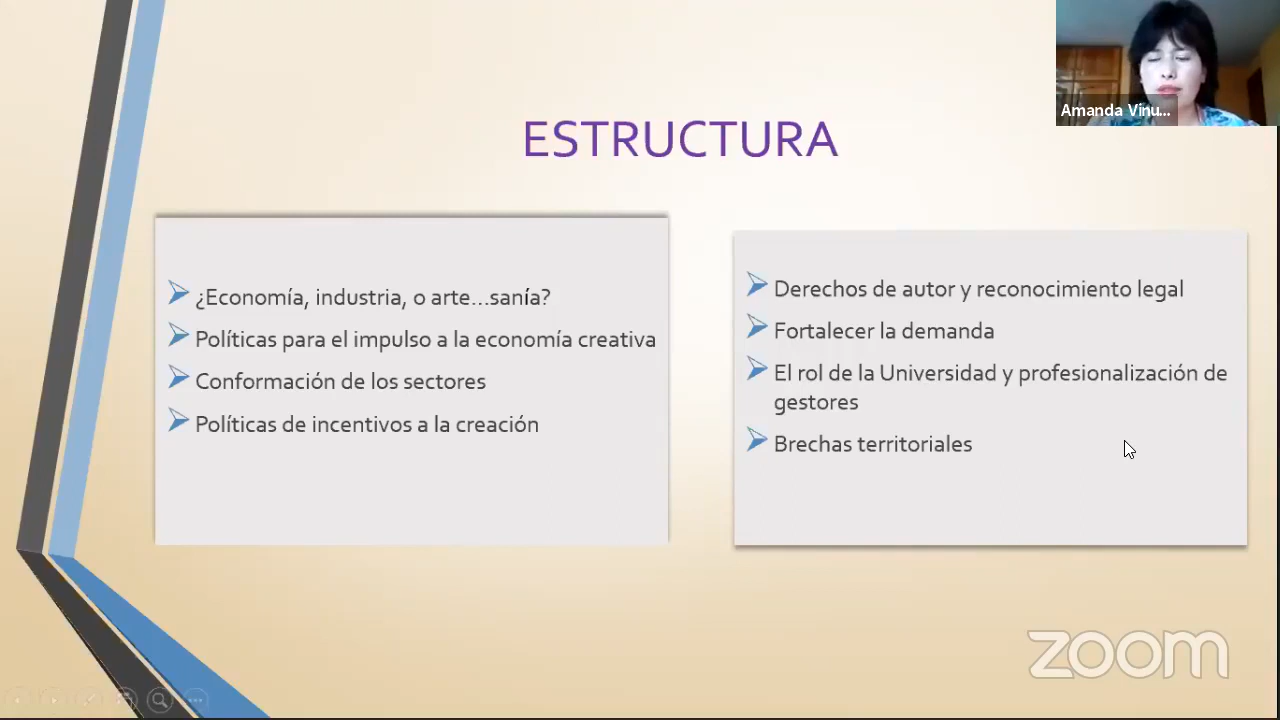 Amanda Vinu...
ESTRUCTURA
¿Economía, industria, o arte...sanía?
Políticas para el impulso a la economía creativa
Conformación de los sectores
Políticas de incentivos a la creación
Derechos de autor y reconocimiento legal
Fortalecer la demanda
El rol de la Universidad y profesionalización de
gestores
Brechas territoriales
zoom